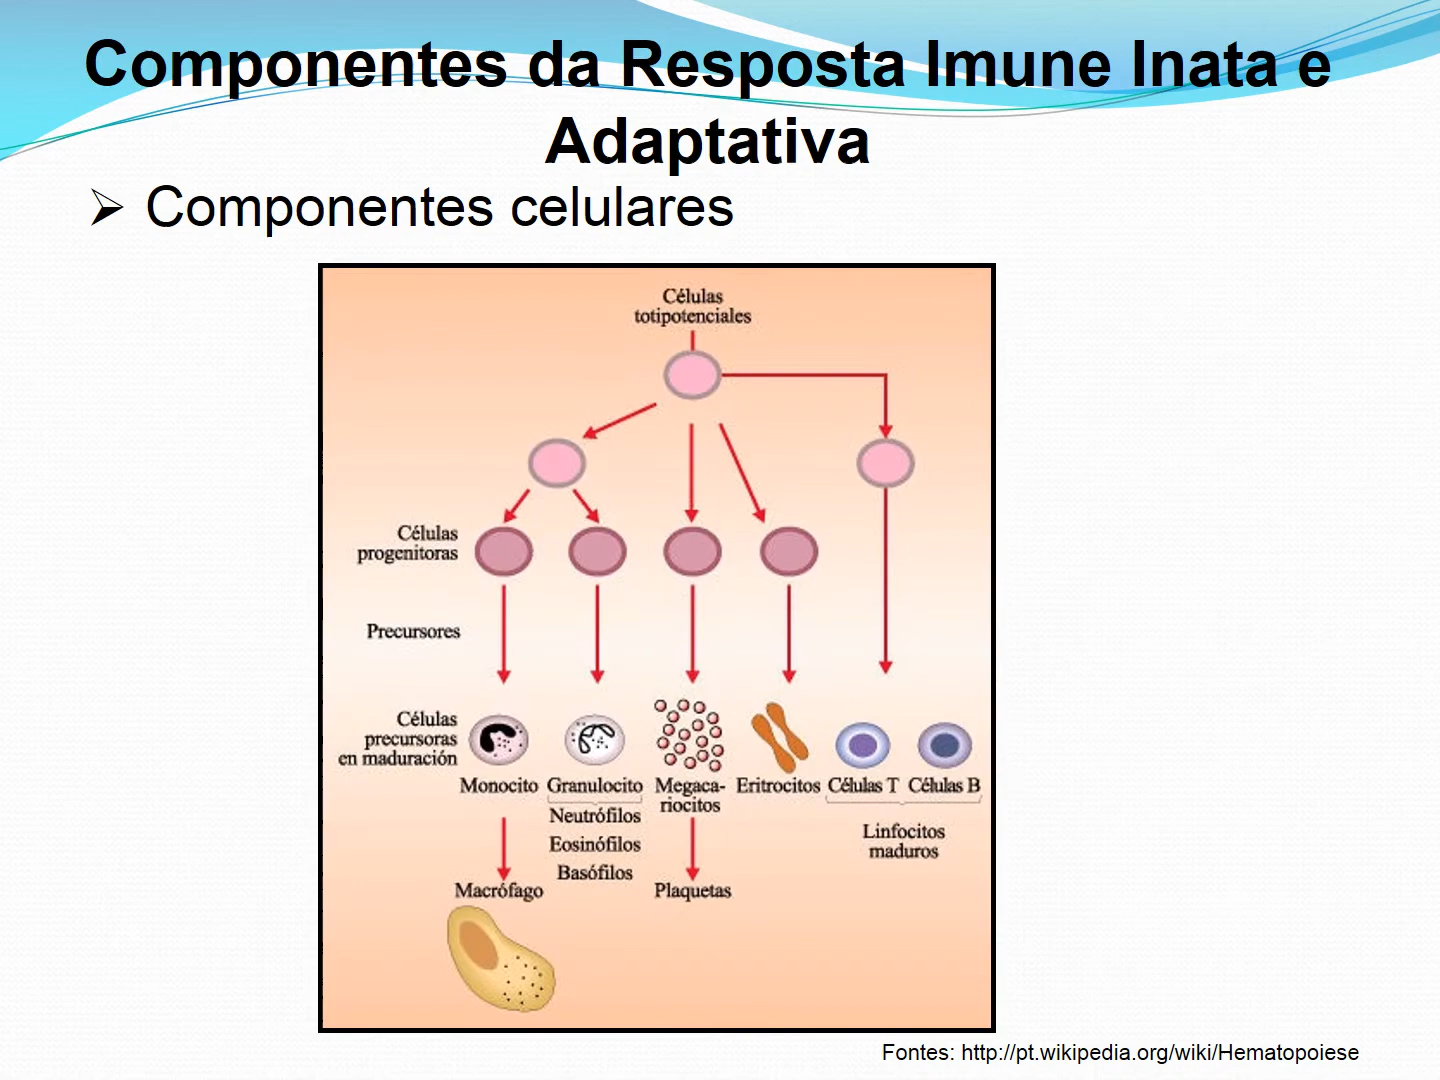 Componentes da Resposta Imune Inata e
Adaptativa
➢ Componentes celulares
Células
totipotenciales
Células
progenitoras
Precursores
Células
precursoras
en maduración
Monocito
Granulocito
Megaca-
riocitos
Eritrocitos
Células T
Células B
Neutrófilos
Eosinófilos
Basófilos
Linfocitos
maduros
Macrófago
Plaquetas
Fontes: http://pt.wikipedia.org/wiki/Hematopoiese